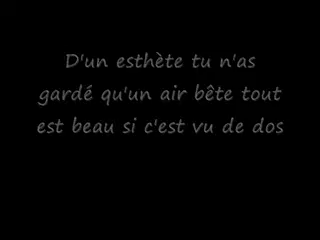 D'un esthète tu n'as
gardé qu'un air bête tout
est beau si c'est vu de dos